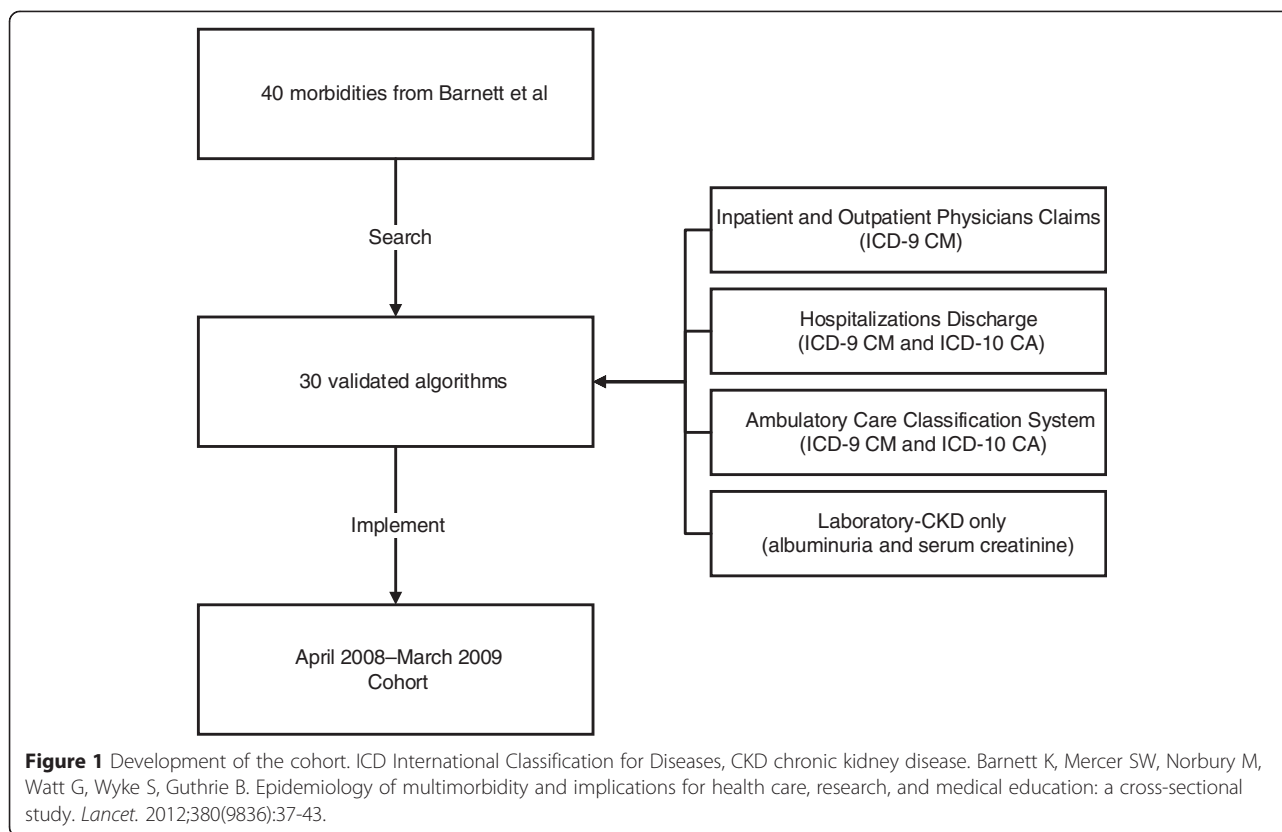 40 morbidities from Barnett et al
Search
30 validated algorithms
Implement
April 2008–March 2009
Cohort
Inpatient and Outpatient Physicians Claims
(ICD-9 CM)
Hospitalizations Discharge
(ICD-9 CM and ICD-10 CA)
Ambulatory Care Classification System
(ICD-9 CM and ICD-10 CA)
Laboratory-CKD only
(albuminuria and serum creatinine)
Figure 1 Development of the cohort. ICD International Classification for Diseases, CKD chronic kidney disease. Barnett K, Mercer SW, Norbury M,
Watt G, Wyke S, Guthrie B. Epidemiology of multimorbidity and implications for health care, research, and medical education: a cross-sectional
study. Lancet. 2012;380(9836):37-43.